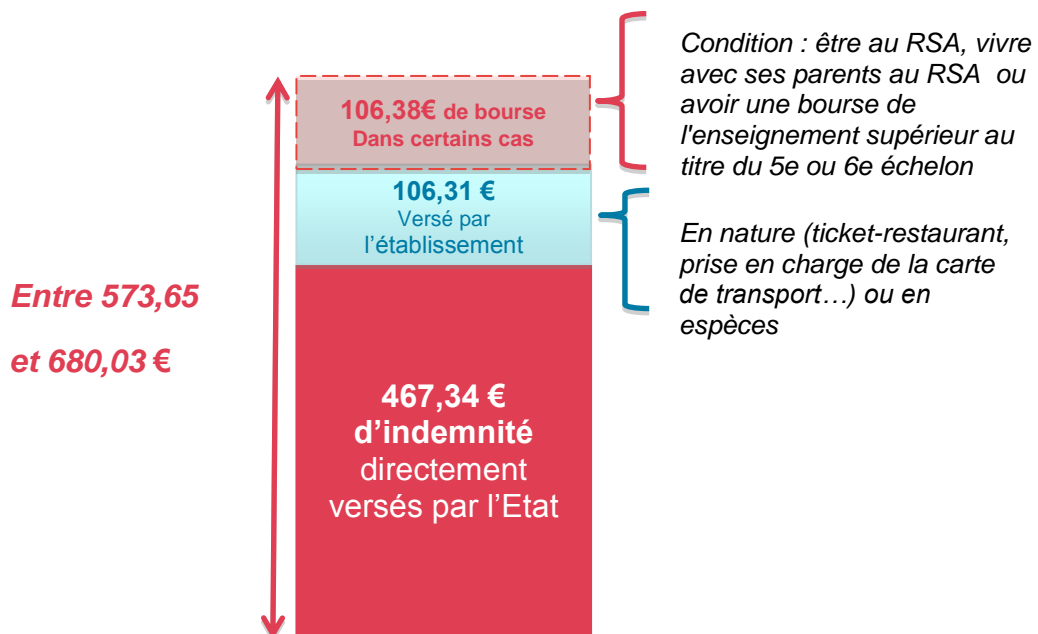 Condition : être au RSA, vivre
avec ses parents au RSA ou
avoir une bourse de
l'enseignement supérieur au
titre du 5e ou 6e échelon
106,38€ de bourse
Dans certains cas
106,31 €
Versé par
l’établissement
En nature (ticket-restaurant,
prise en charge de la carte
de transport…) ou en
espèces
Entre 573,65
et 680,03 €
467,34 €
d’indemnité
directement
versés par l’Etat